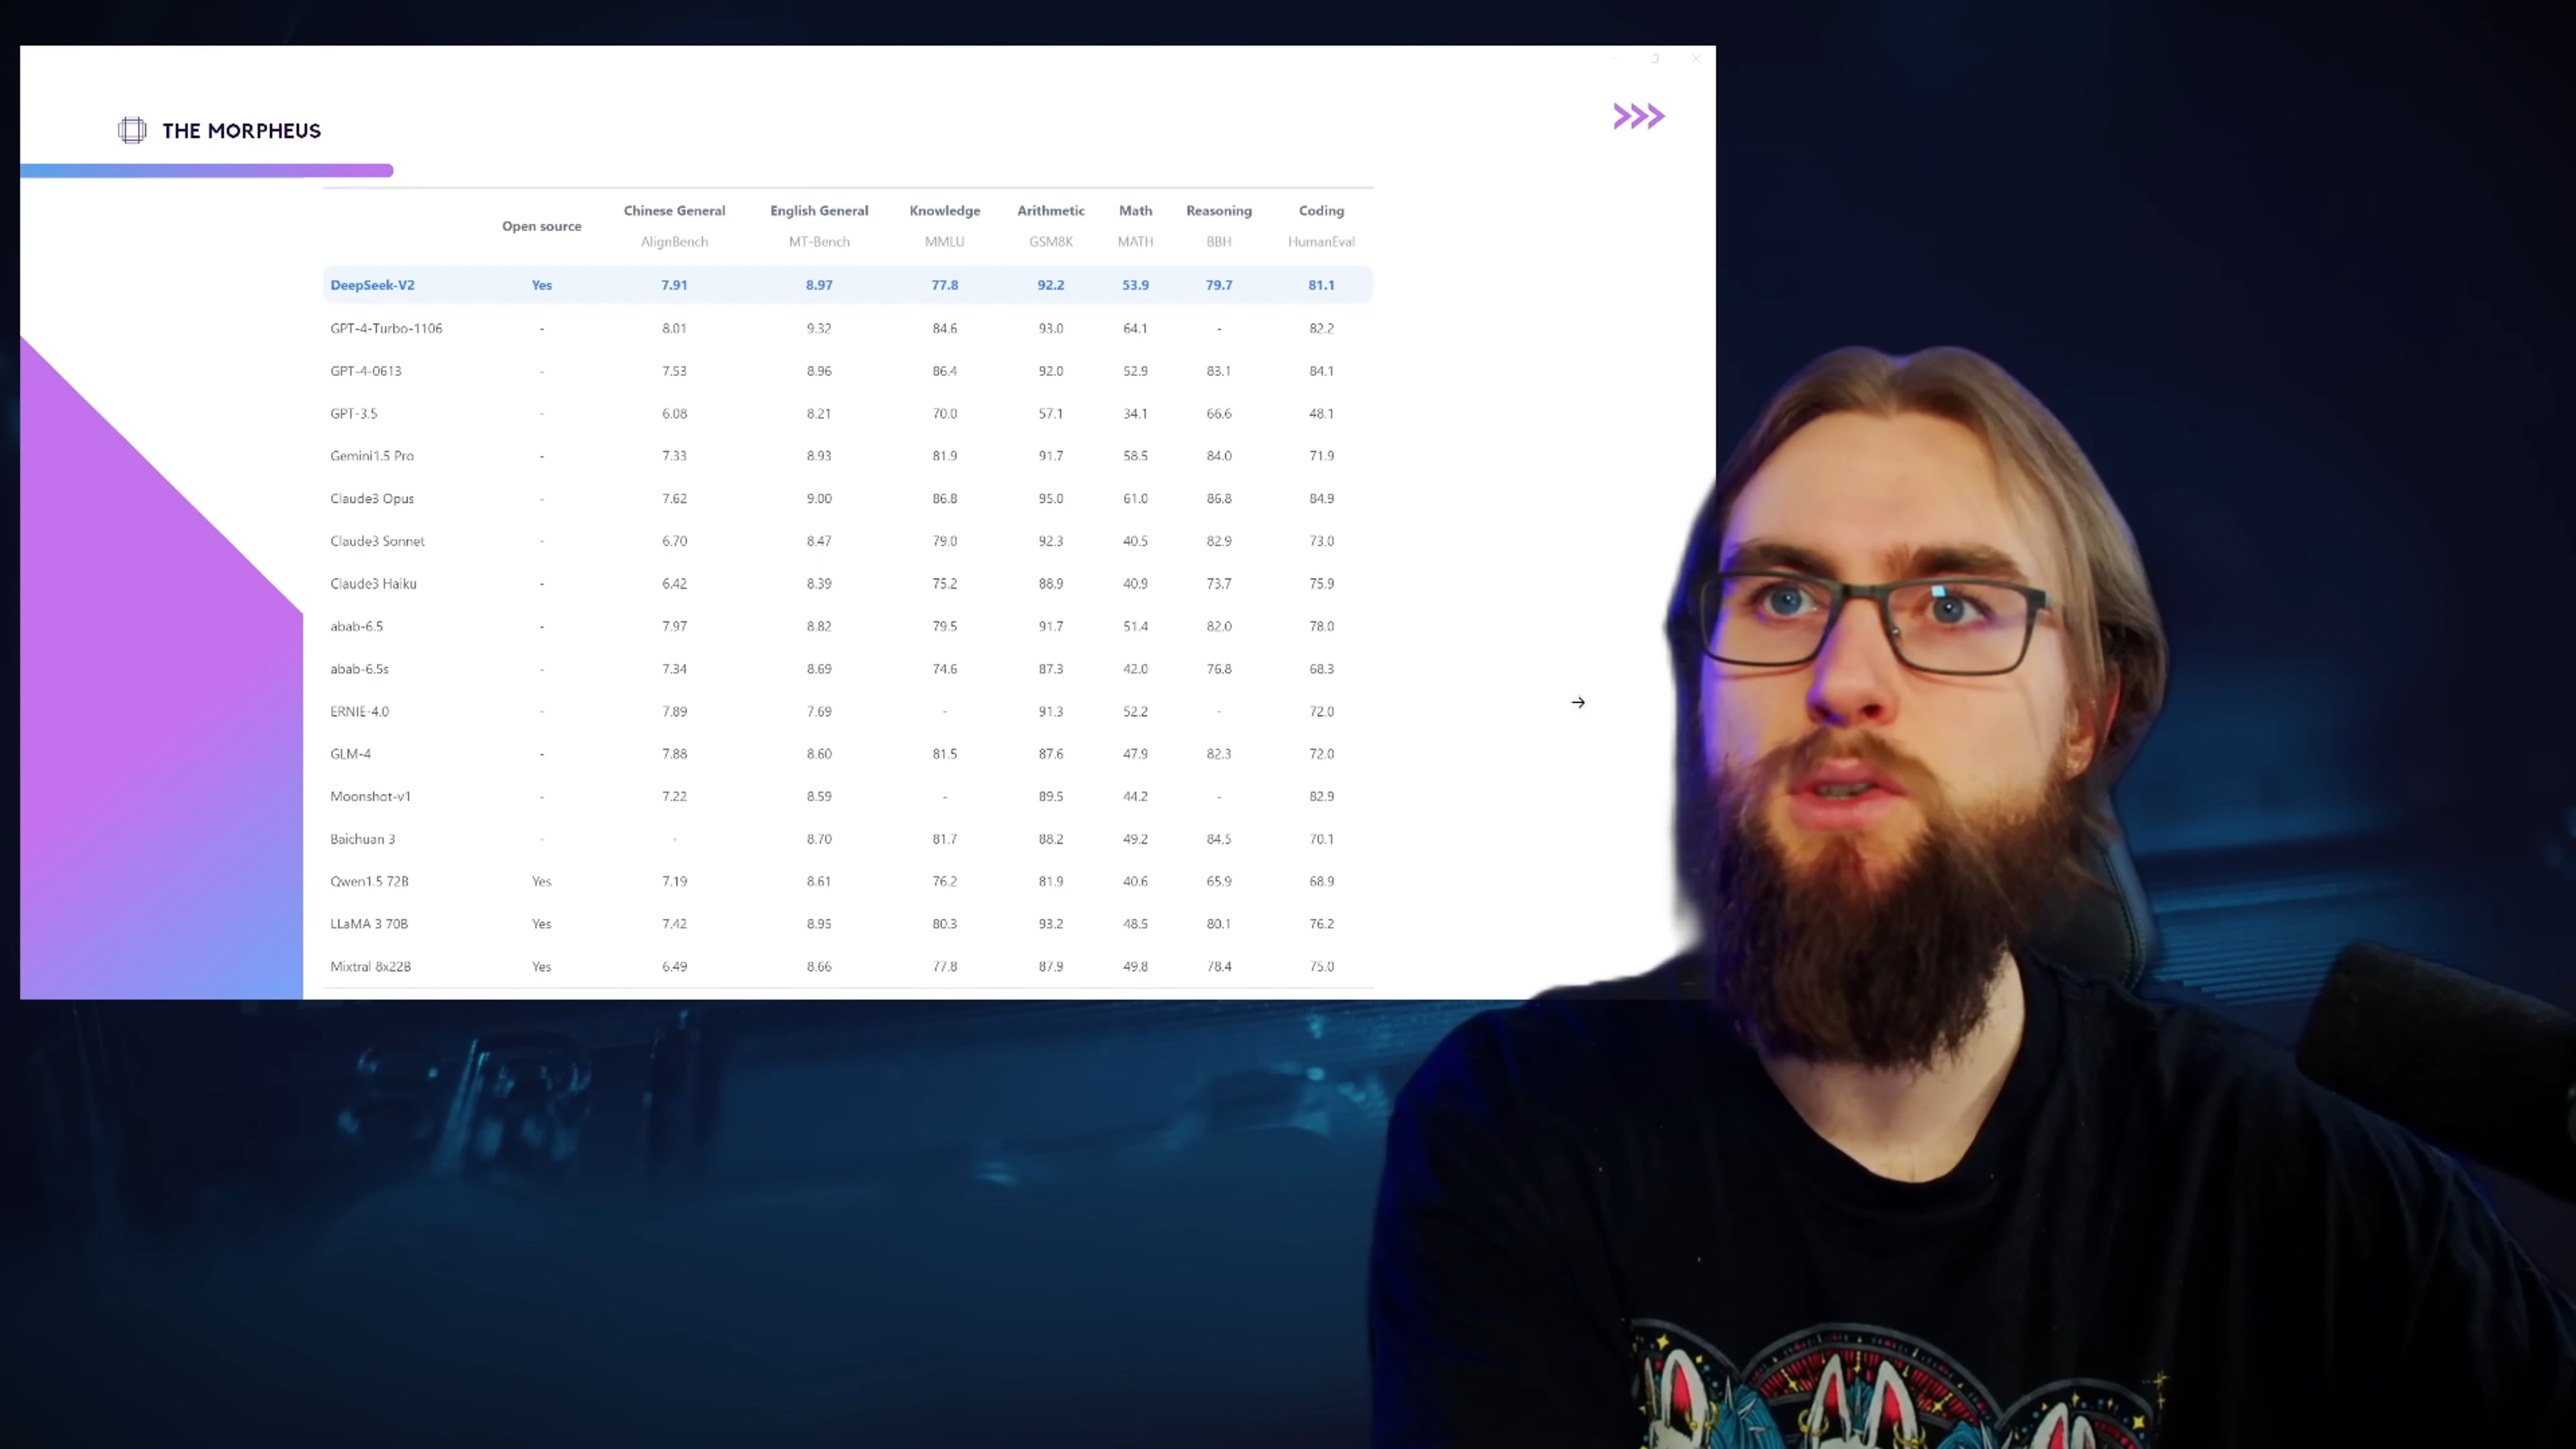 THE MORPHEUS
Open source Chinese General English General Knowledge Arithmetic Math Reasoning Coding
AlignBench MT-Bench MMLU GSM8K MATH BBH HumanEval
DeepSeek-V2 Yes 7.91 8.97 77.8 92.2 53.9 79.7 81.1
GPT-4-Turbo-1106 - 8.01 9.32 84.6 93.0 64.1 - 82.2
GPT-4-0613 - 7.53 8.96 86.4 92.0 52.9 83.1 84.1
GPT-3.5 - 6.08 8.21 70.0 57.1 34.1 66.6 48.1
Gemini1.5 Pro - 7.33 8.93 81.9 91.7 58.5 84.0 71.9
Claude3 Opus - 7.62 9.00 86.8 95.0 61.0 86.8 84.9
Claude3 Sonnet - 6.70 8.47 79.0 92.3 40.5 82.9 73.0
Claude3 Haiku - 6.42 8.39 75.2 88.9 40.9 73.7 75.9
abab-6.5 - 7.97 8.82 79.5 91.7 51.4 82.0 78.0
abab-6.5s - 7.34 8.69 74.6 87.3 42.0 76.8 68.3
ERNIE-4.0 - 7.89 7.69 - 91.3 52.2 - 72.0
GLM-4 - 7.88 8.60 81.5 87.6 47.9 82.3 72.0
Moonshot-v1 - 7.22 8.59 - 89.5 44.2 - 82.9
Baichuan 3 - - 8.70 81.7 88.2 49.2 84.5 70.1
Qwen1.5 72B Yes 7.19 8.61 76.2 81.9 40.6 65.9 68.9
LLaMA 3 70B Yes 7.42 8.95 80.3 93.2 48.5 80.1 76.2
Mixtral 8x22B Yes 6.49 8.66 77.8 87.9 49.8 78.4 75.0